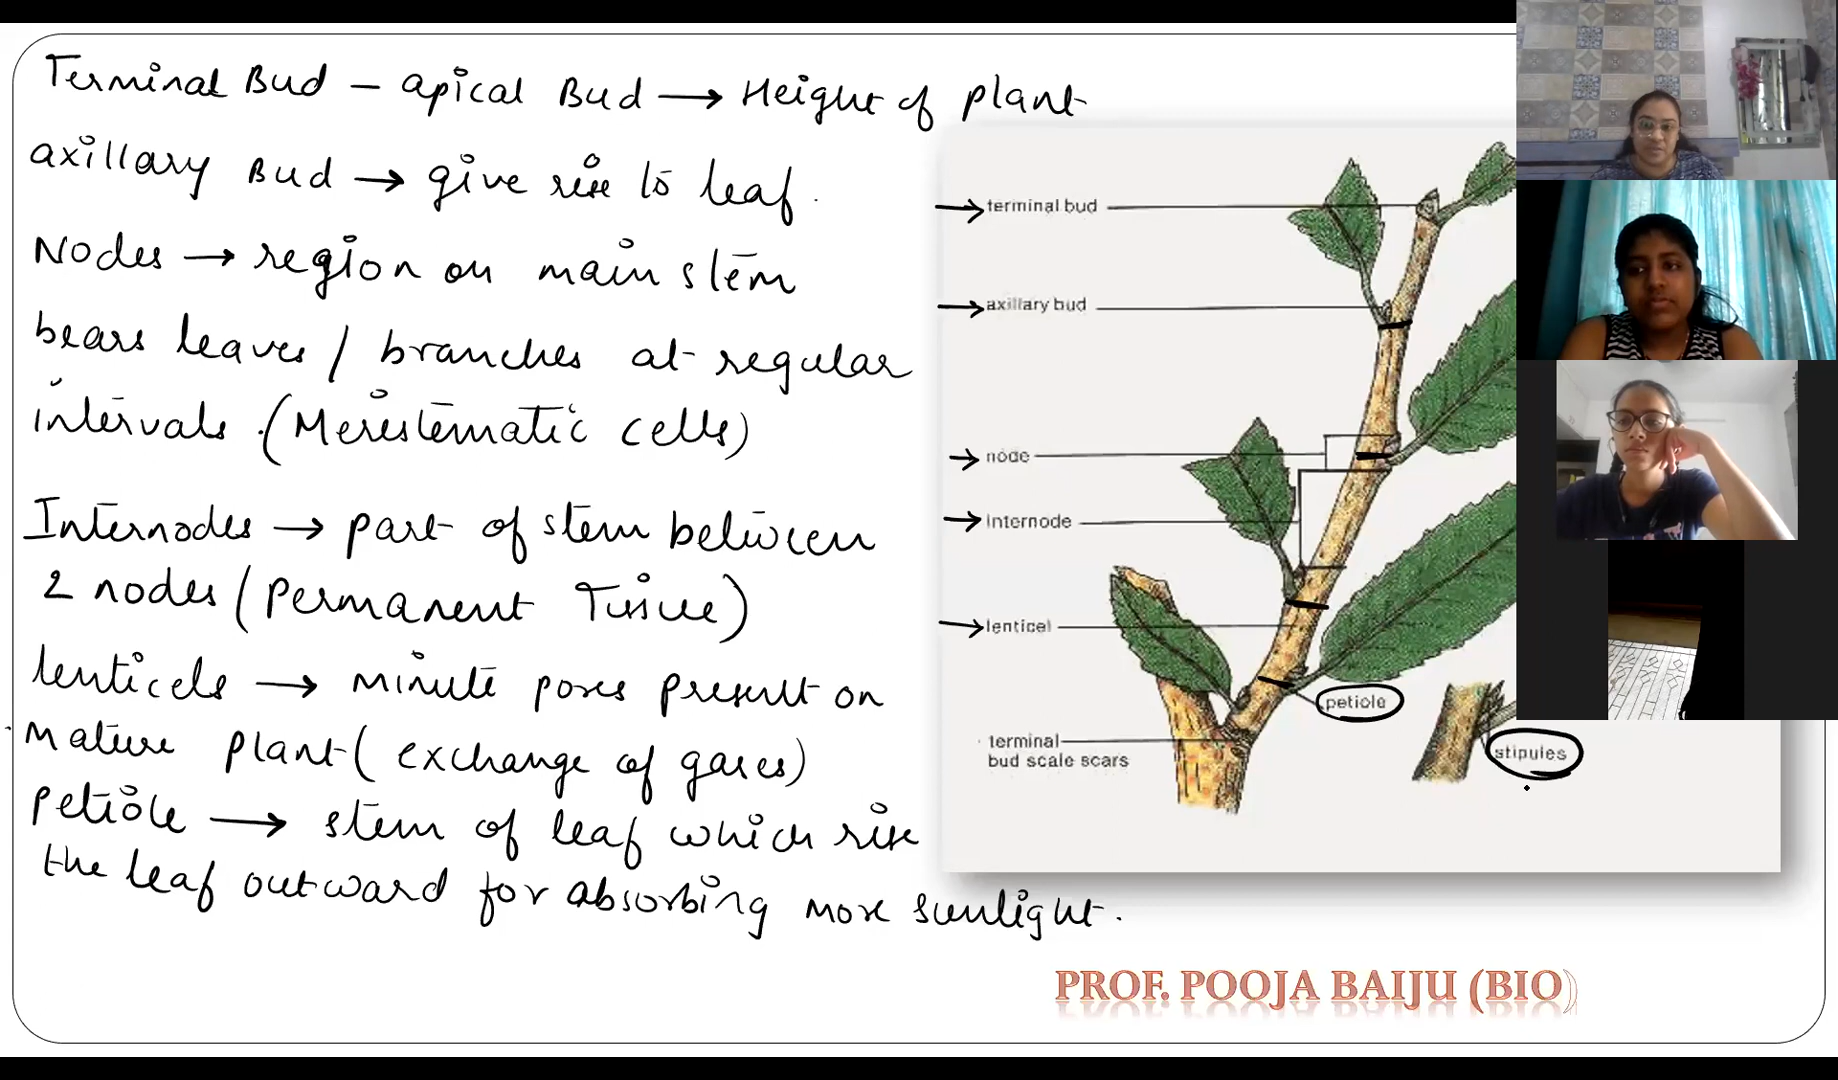 Terminal Bud – apical Bud → Height of plant
axillary Bud → give rise to leaf.
Nodes → region on main stem
bears leaves / branches at regular
intervals. (Meristematic cells)
Internodes → part of stem between
2 nodes (Permanent Tissue)
lenticels → minute pores present on
mature plant (exchange of gases)
Petiole → stem of leaf which rise
the leaf outward for absorbing more sunlight.
terminal bud
axillary bud
node
Internode
lenticel
petiole
terminal
bud scale scars
stipules
PROF. POOJA BAIJU (BIO)